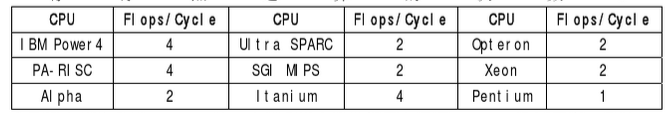 CPU Flops/Cycle CPU Flops/Cycle CPU Flops/Cycle
IBM Power4 4 Ultra SPARC 2 Opteron 2
PA-RISC 4 SGI MIPS 2 Xeon 2
Alpha 2 Itanium 4 Pentium 1